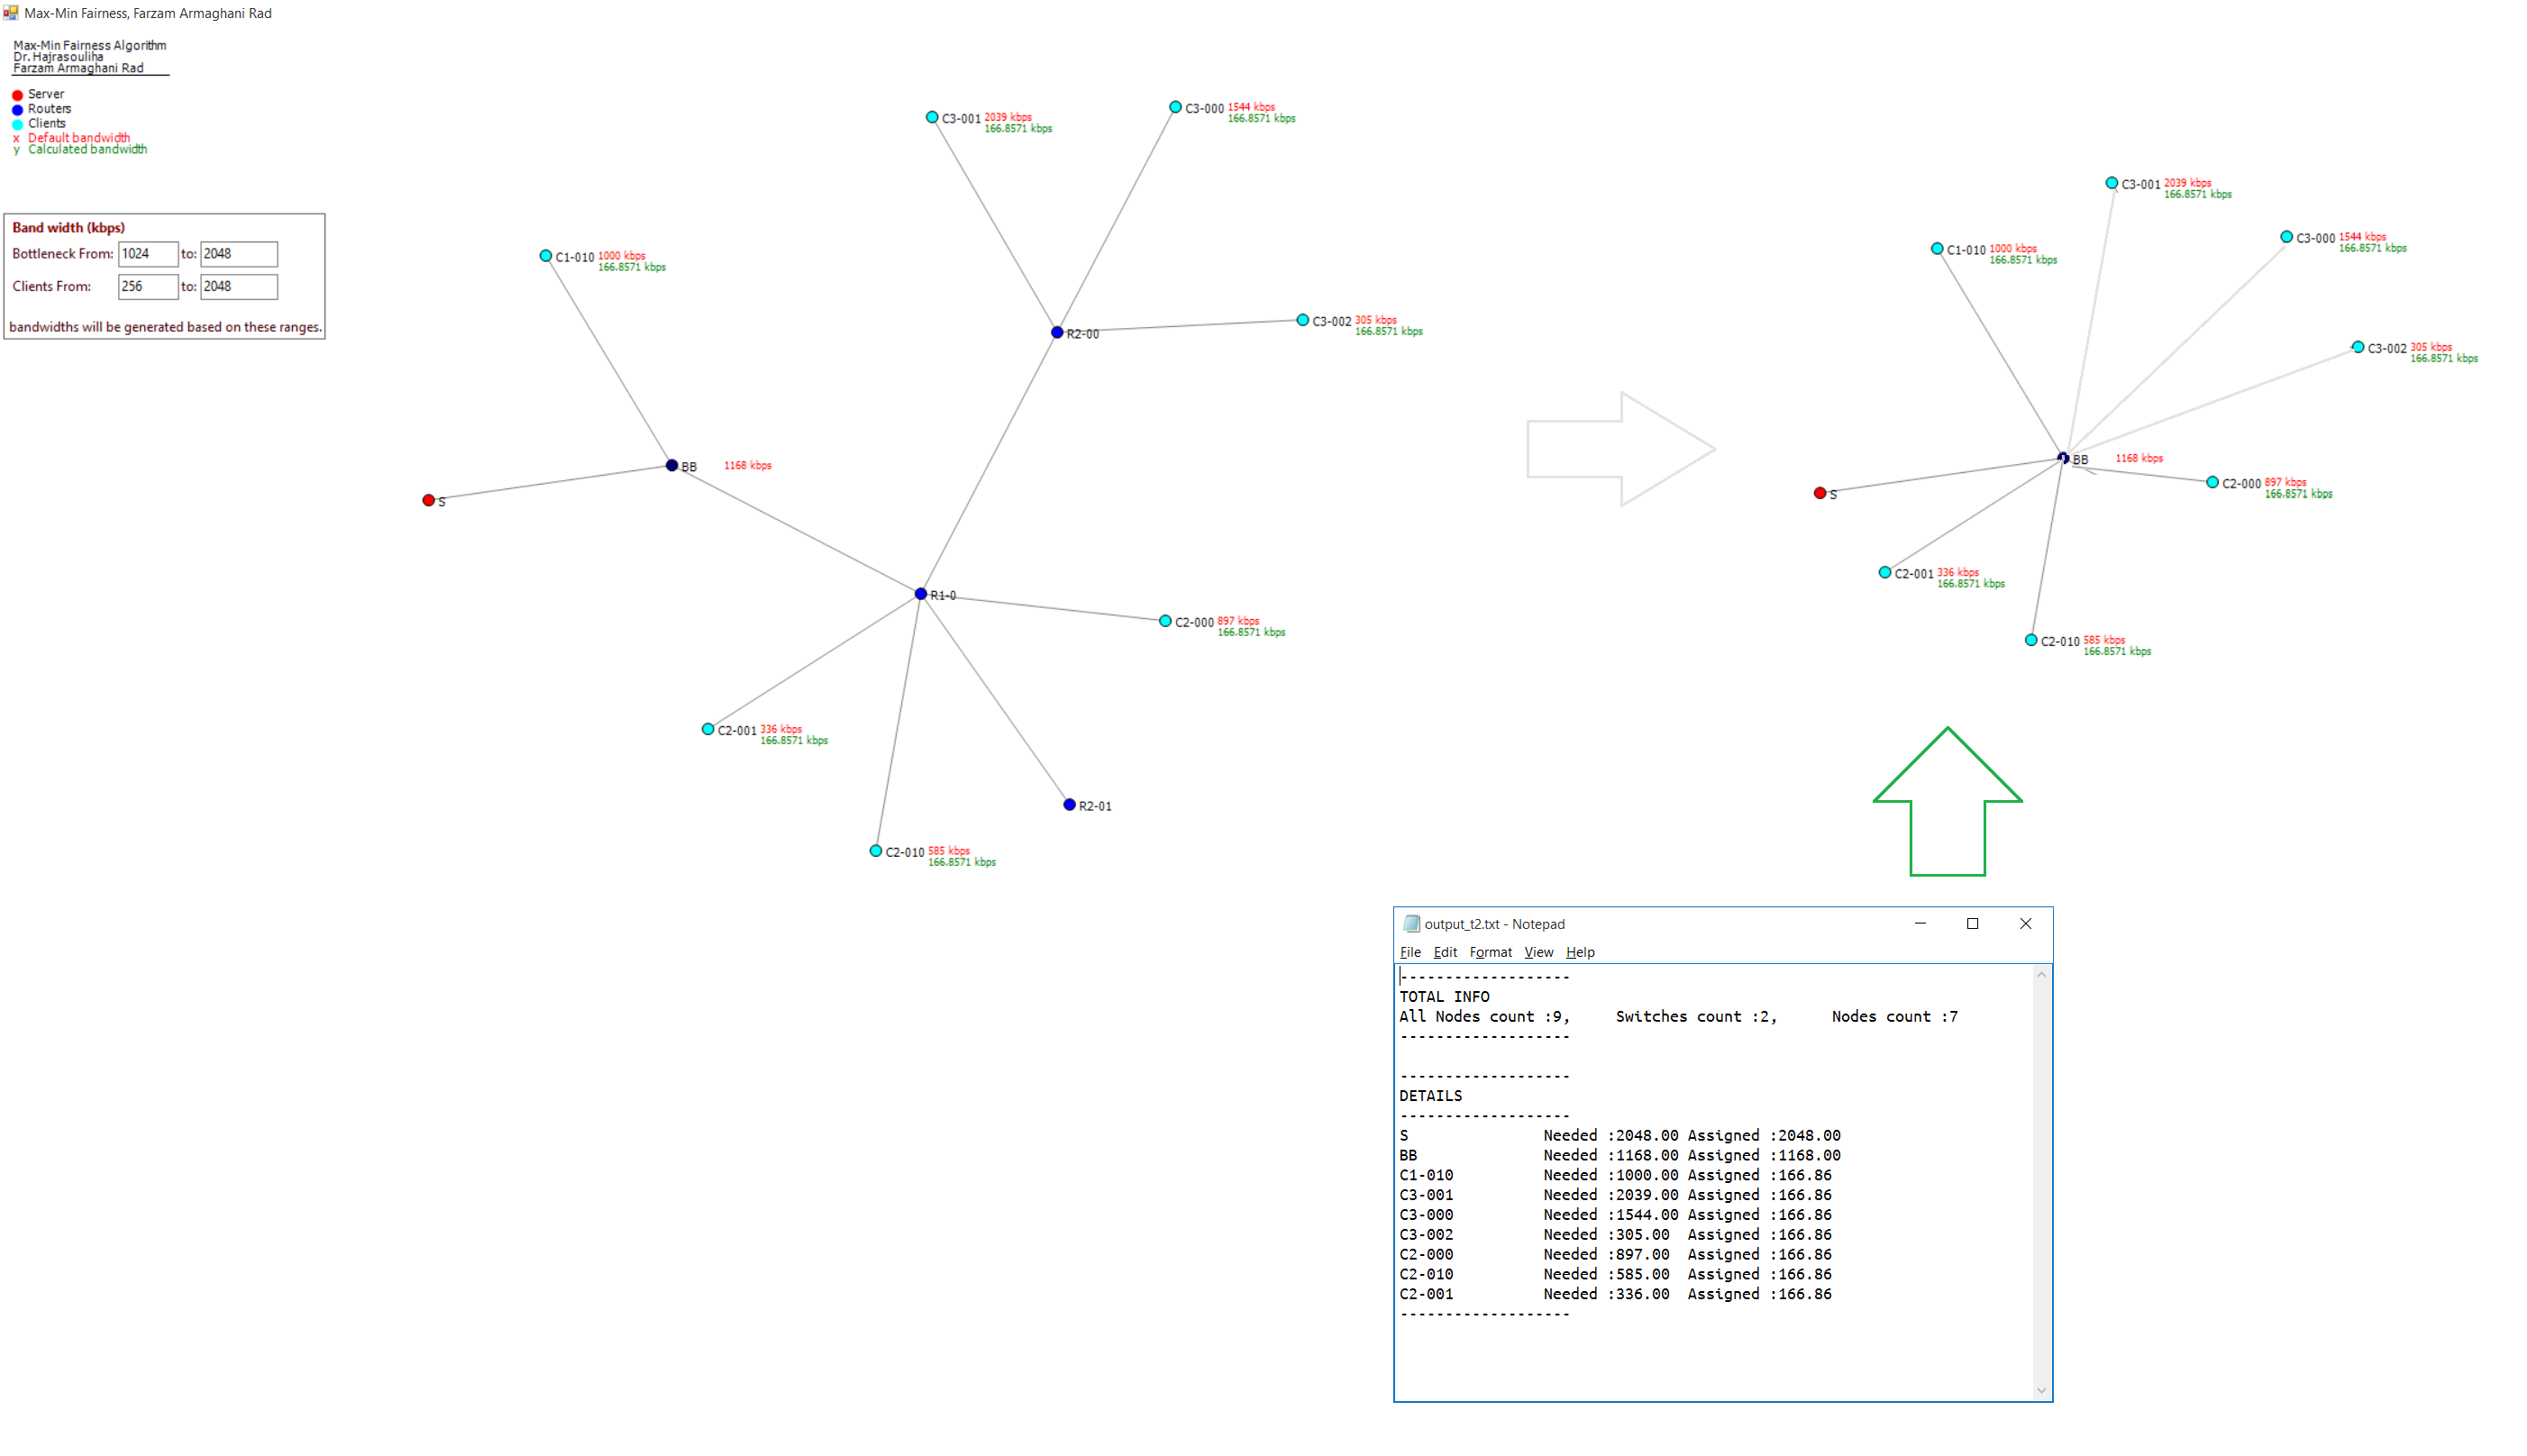 Max-Min Fairness, Farzam Armaghani Rad
Max-Min Fairness Algorithm
Dr.Hajrasouliha
Farzam Armaghani Rad
Server
Routers
Clients
x Default bandwidth
y Calculated bandwidth
Band width (kbps)
Bottleneck From: 1024 to: 2048
Clients From: 256 to: 2048
bandwidths will be generated based on these ranges.
C3-001 2039 kbps
166.8571 kbps
C3-000 1544 kbps
166.8571 kbps
C1-010 1000 kbps
166.8571 kbps
C3-002 305 kbps
166.8571 kbps
R2-00
BB 1168 kbps
S
R1-0
C2-000 897 kbps
166.8571 kbps
C2-001 336 kbps
166.8571 kbps
R2-01
C2-010 585 kbps
166.8571 kbps
C3-001 2039 kbps
166.8571 kbps
C3-000 1544 kbps
166.8571 kbps
C1-010 1000 kbps
166.8571 kbps
C3-002 305 kbps
166.8571 kbps
BB 1168 kbps
C2-000 897 kbps
166.8571 kbps
S
C2-001 336 kbps
166.8571 kbps
C2-010 585 kbps
166.8571 kbps
output_t2.txt - Notepad
File Edit Format View Help
-------------------
TOTAL INFO
All Nodes count :9, Switches count :2, Nodes count :7
-------------------
-------------------
DETAILS
-------------------
S Needed :2048.00 Assigned :2048.00
BB Needed :1168.00 Assigned :1168.00
C1-010 Needed :1000.00 Assigned :166.86
C3-001 Needed :2039.00 Assigned :166.86
C3-000 Needed :1544.00 Assigned :166.86
C3-002 Needed :305.00 Assigned :166.86
C2-000 Needed :897.00 Assigned :166.86
C2-010 Needed :585.00 Assigned :166.86
C2-001 Needed :336.00 Assigned :166.86
-------------------